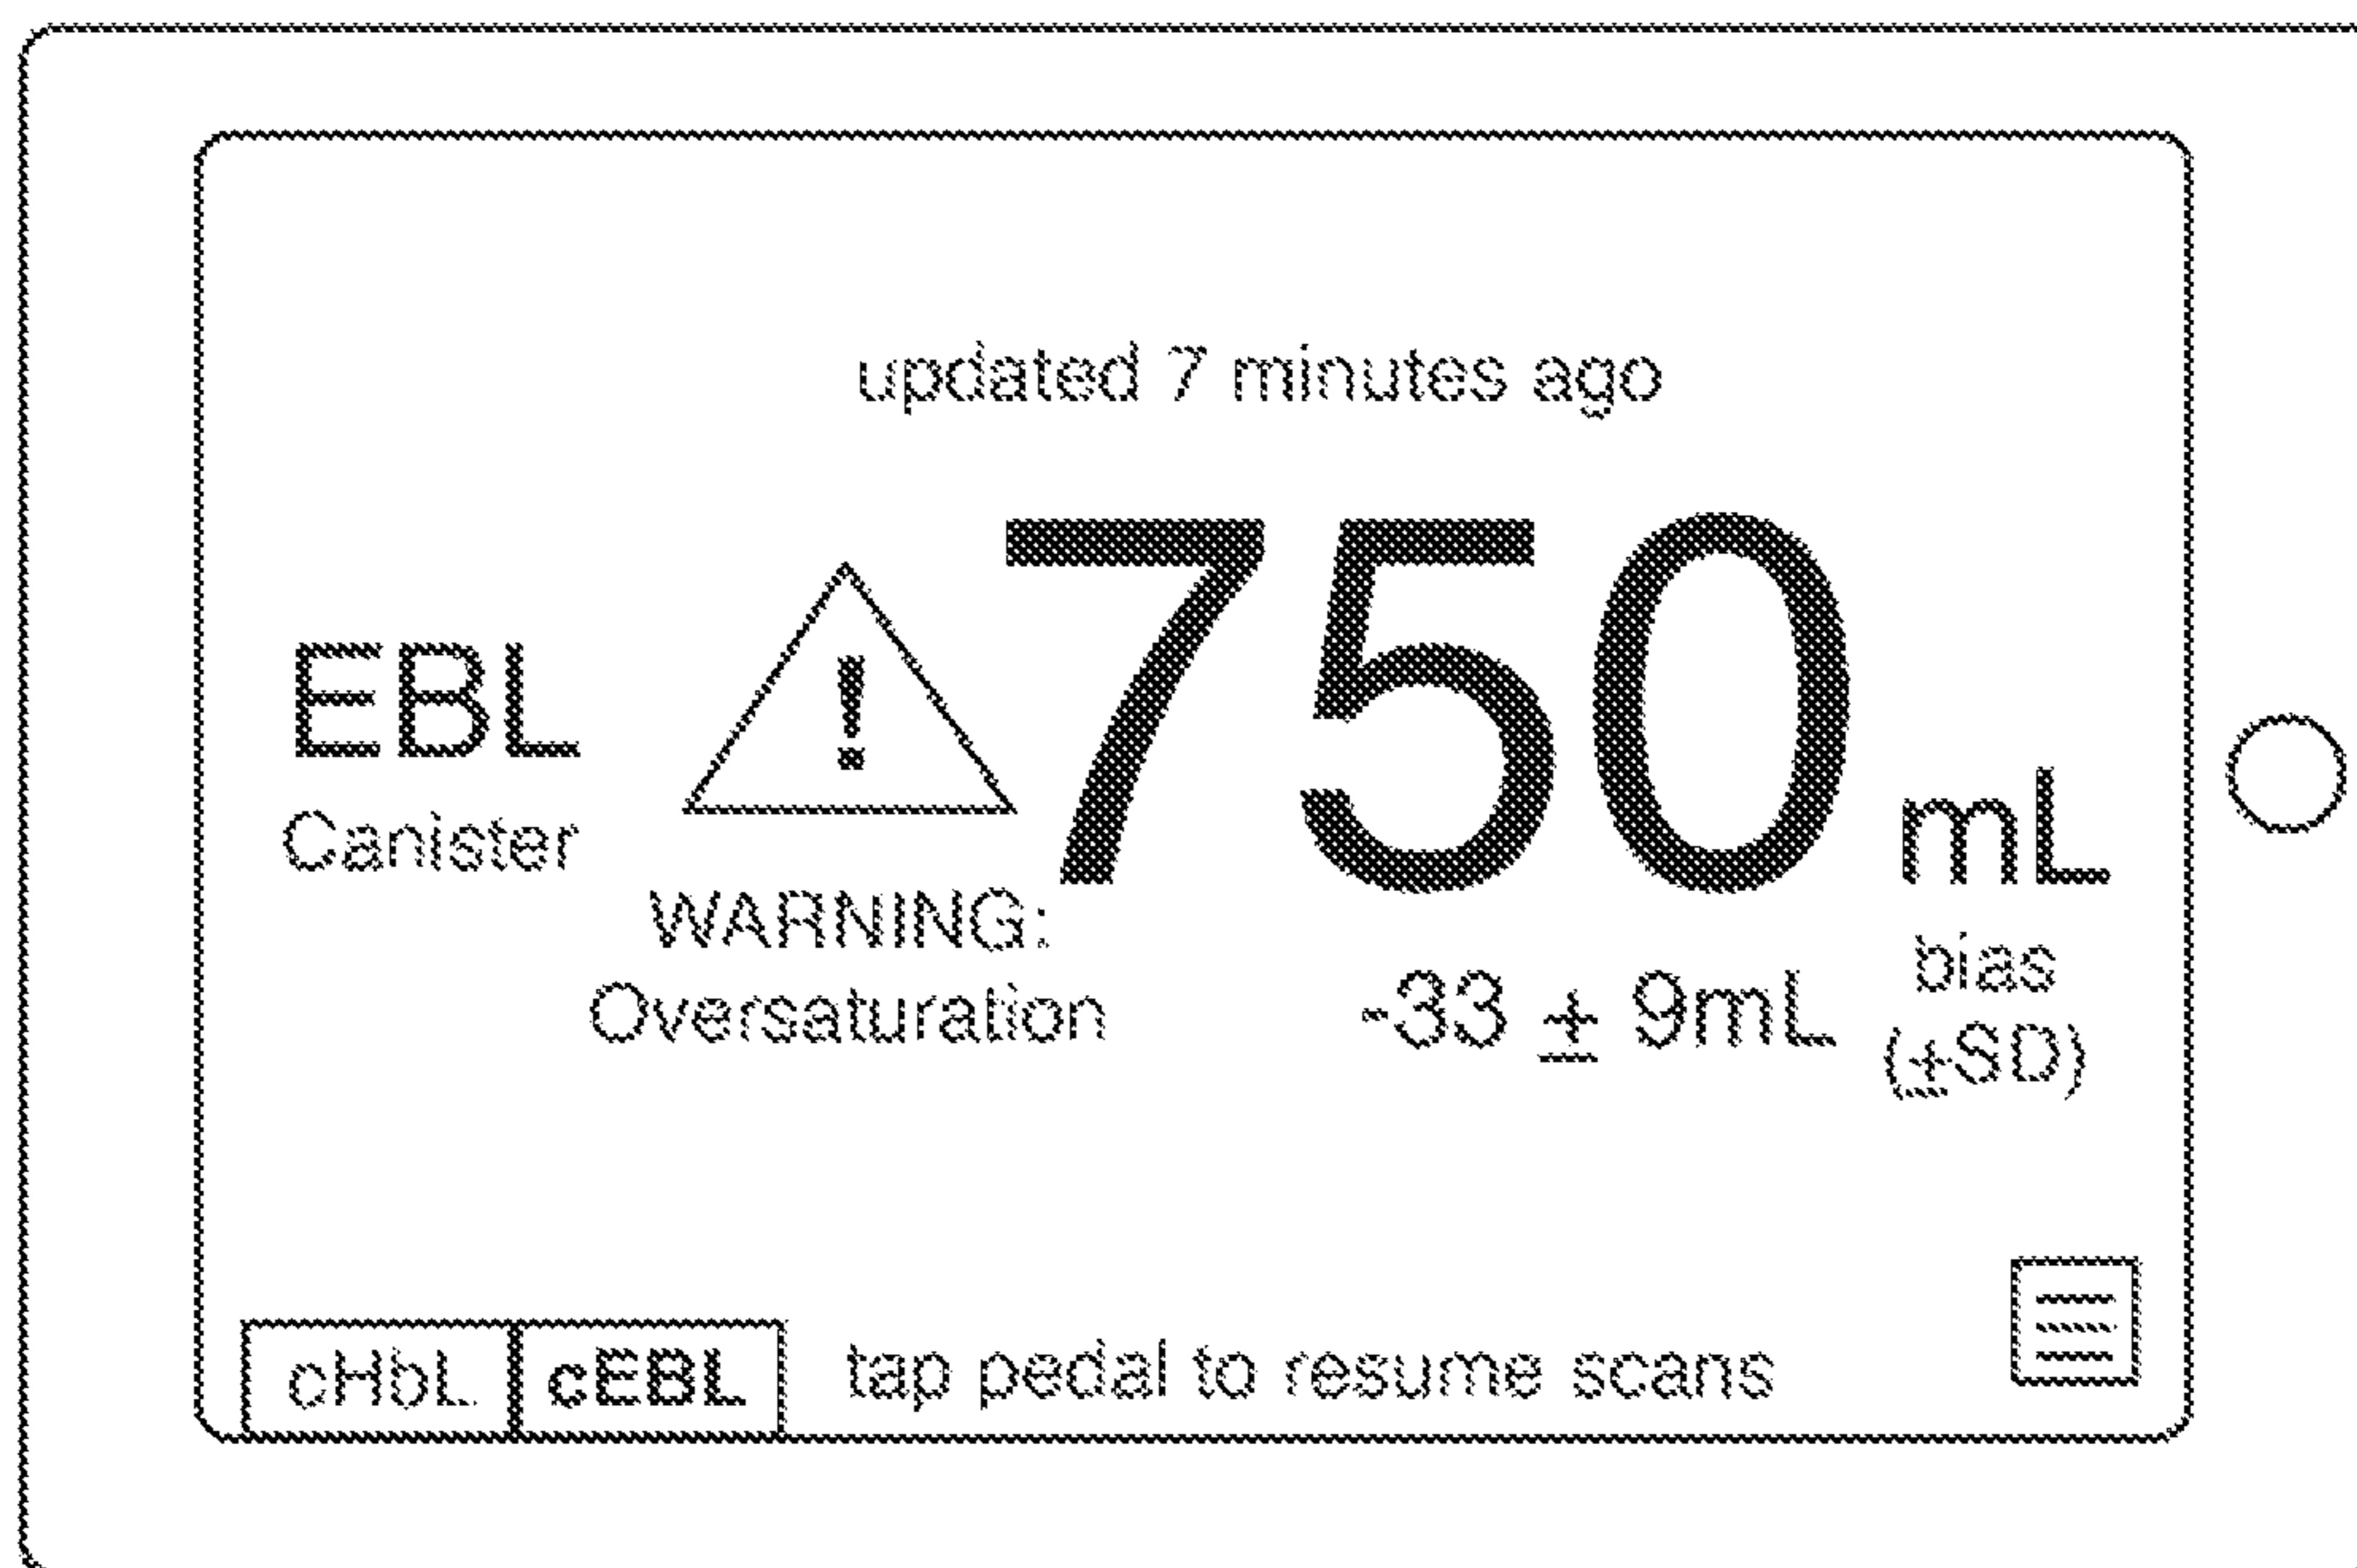 updated 7 minutes ago
EBL
Canister
!
WARNING:
Oversaturation
750 mL
-33 ± 9mL
bias
(±SD)
cHbL
cEBL
tap pedal to resume scans